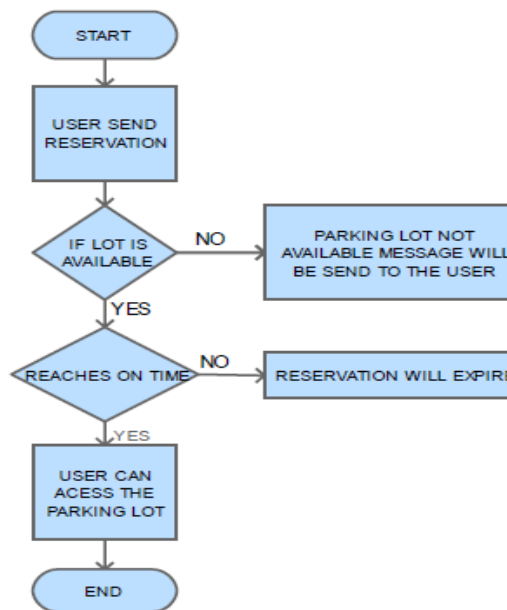 START
USER SEND
RESERVATION
IF LOT IS
AVAILABLE
NO
PARKING LOT NOT
AVAILABLE MESSAGE WILL
BE SEND TO THE USER
YES
REACHES ON TIME
NO
RESERVATION WILL EXPIRE
YES
USER CAN
ACESS THE
PARKING LOT
END